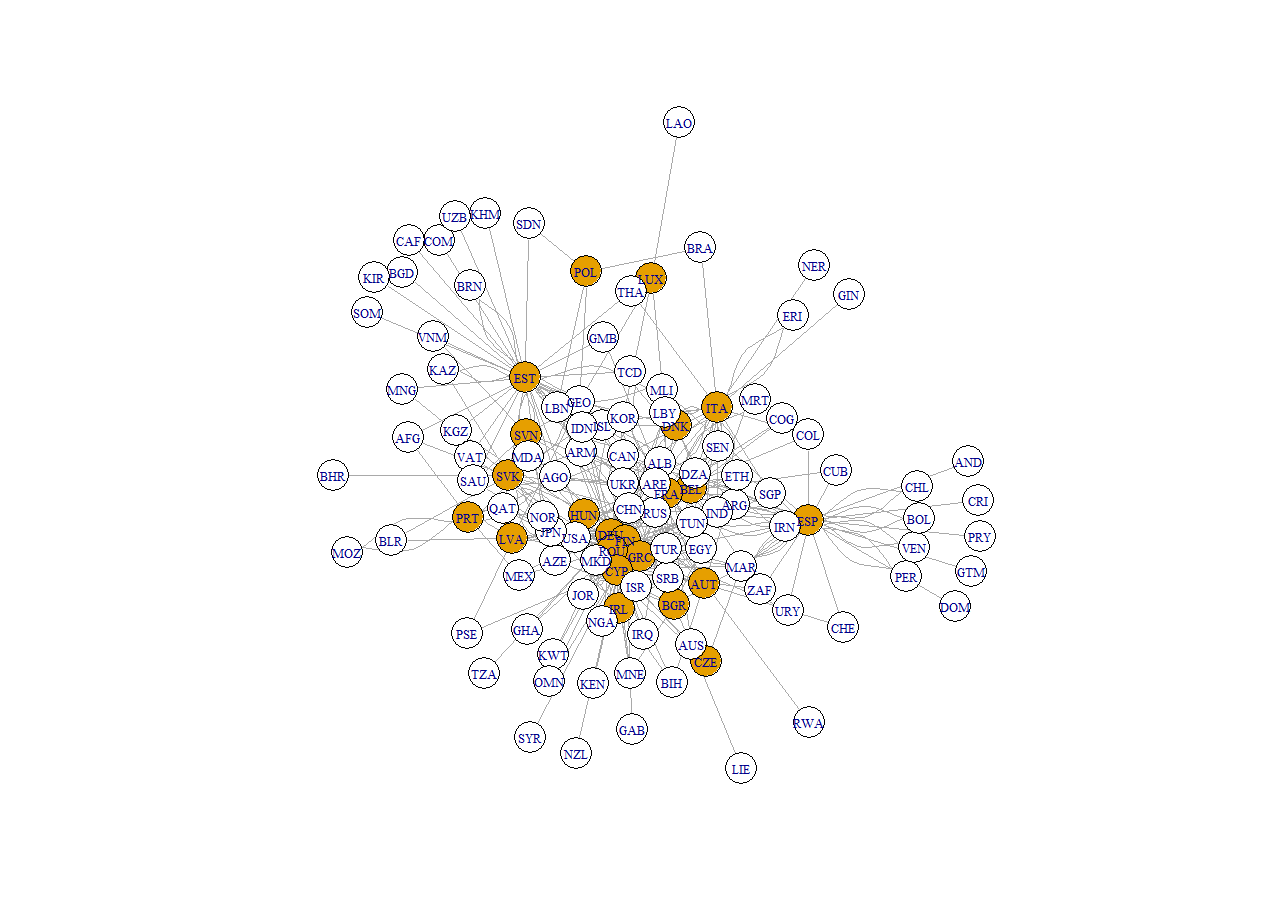 LAO
UZB
KHM
SDN
CAF
COM
BRA
KIR
BGD
POL
LUX
NER
BRN
THA
GIN
SOM
ERI
VNM
GMB
KAZ
TCD
EST
MNG
MLI
MRT
LBN
GEO
ITA
LBY
COG
KOR
DNK
IDN
ISL
KGZ
SVN
AFG
COL
SEN
ARM
VAT
MDA
CAN
ALB
AND
BHR
SAU
SVK
AGO
DZA
ETH
CUB
UKR
ARE
FRA
BEL
SGP
CHL
CRI
QAT
CHN
RUS
IND
ARG
PRT
NOR
HUN
TUN
IRN
ESP
BOL
BLR
LVA
JPN
USA
DEU
FIN
PRY
MOZ
AZE
MKD
ROU
GRC
TUR
EGY
VEN
MEX
CYP
MAR
PER
GTM
JOR
ISR
SRB
AUT
ZAF
IRL
BGR
URY
DOM
PSE
GHA
NGA
IRQ
CHE
KWT
AUS
CZE
TZA
OMN
KEN
MNE
BIH
SYR
GAB
RWA
NZL
LIE